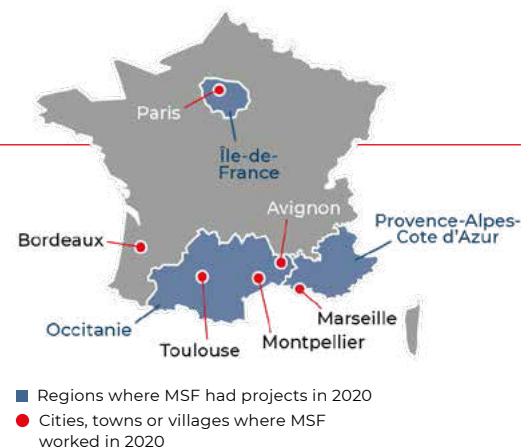 Paris
Île-de-
France
Avignon
Provence-Alpes-
Cote d'Azur
Bordeaux
Occitanie
Toulouse
Montpellier
Marseille
Regions where MSF had projects in 2020
Cities, towns or villages where MSF
worked in 2020